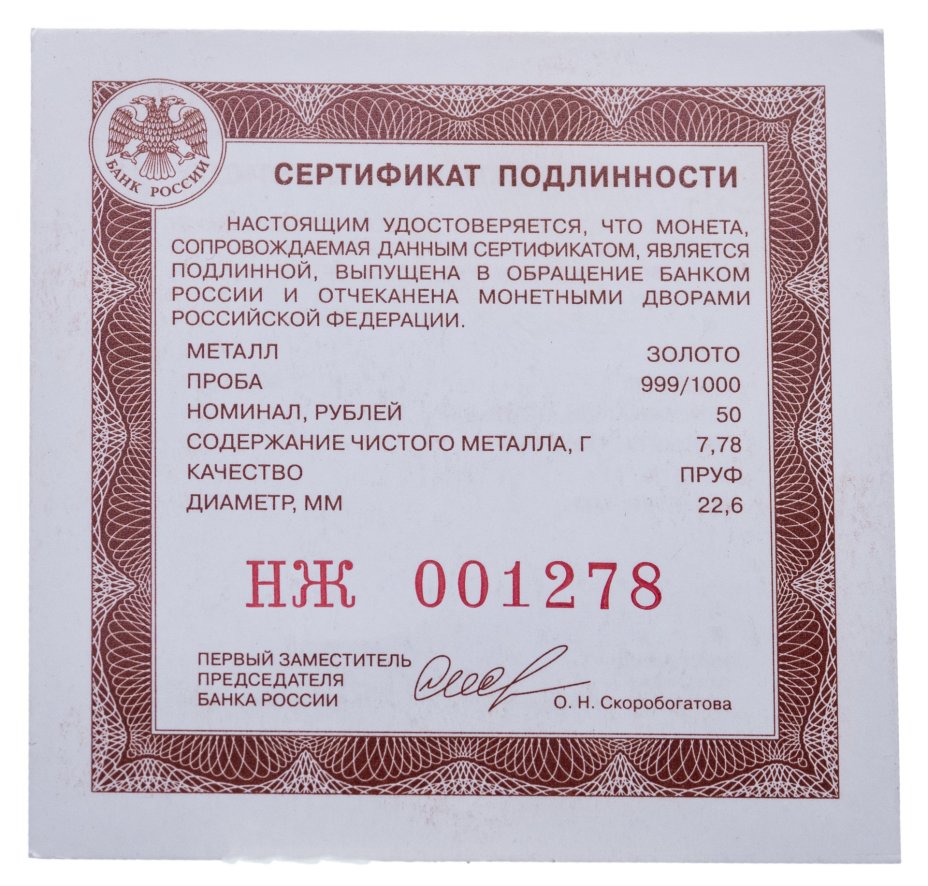 БАНК РОССИИ
СЕРТИФИКАТ ПОДЛИННОСТИ
НАСТОЯЩИМ УДОСТОВЕРЯЕТСЯ, ЧТО МОНЕТА,
СОПРОВОЖДАЕМАЯ ДАННЫМ СЕРТИФИКАТОМ, ЯВЛЯЕТСЯ
ПОДЛИННОЙ, ВЫПУЩЕНА В ОБРАЩЕНИЕ БАНКОМ
РОССИИ И ОТЧЕКАНЕНА МОНЕТНЫМИ ДВОРАМИ
РОССИЙСКОЙ ФЕДЕРАЦИИ.
МЕТАЛЛ ЗОЛОТО
ПРОБА 999/1000
НОМИНАЛ, РУБЛЕЙ 50
СОДЕРЖАНИЕ ЧИСТОГО МЕТАЛЛА, Г 7,78
КАЧЕСТВО ПРУФ
ДИАМЕТР, ММ 22,6
НЖ 001278
ПЕРВЫЙ ЗАМЕСТИТЕЛЬ
ПРЕДСЕДАТЕЛЯ
БАНКА РОССИИ
О. Н. Скоробогатова